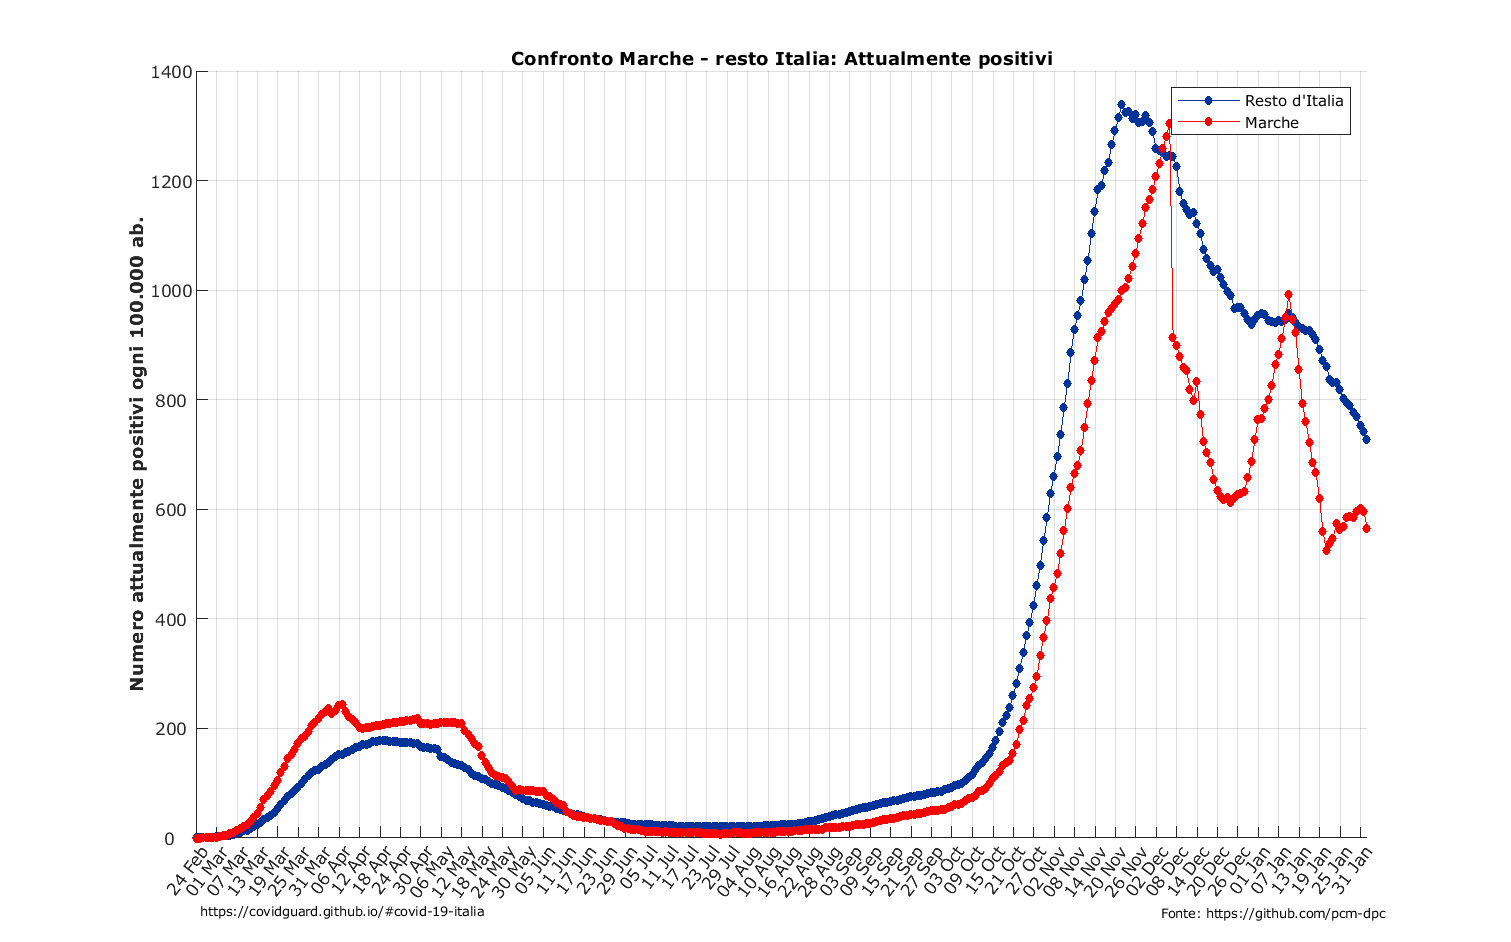 Confronto Marche - resto Italia: Attualmente positivi
Resto d'Italia
Marche
Numero attualmente positivi ogni 100.000 ab.
1400
1200
1000
800
600
400
200
0
24 Feb
01 Mar
07 Mar
13 Mar
19 Mar
25 Mar
31 Mar
06 Apr
12 Apr
18 Apr
24 Apr
30 Apr
06 May
12 May
18 May
24 May
30 May
05 Jun
11 Jun
17 Jun
23 Jun
29 Jun
05 Jul
11 Jul
17 Jul
23 Jul
29 Jul
04 Aug
10 Aug
16 Aug
22 Aug
28 Aug
03 Sep
09 Sep
15 Sep
21 Sep
27 Sep
03 Oct
09 Oct
15 Oct
21 Oct
27 Oct
02 Nov
08 Nov
14 Nov
20 Nov
26 Nov
02 Dec
08 Dec
14 Dec
20 Dec
26 Dec
01 Jan
07 Jan
13 Jan
19 Jan
25 Jan
31 Jan
https://covidguard.github.io/#covid-19-italia
Fonte: https://github.com/pcm-dpc